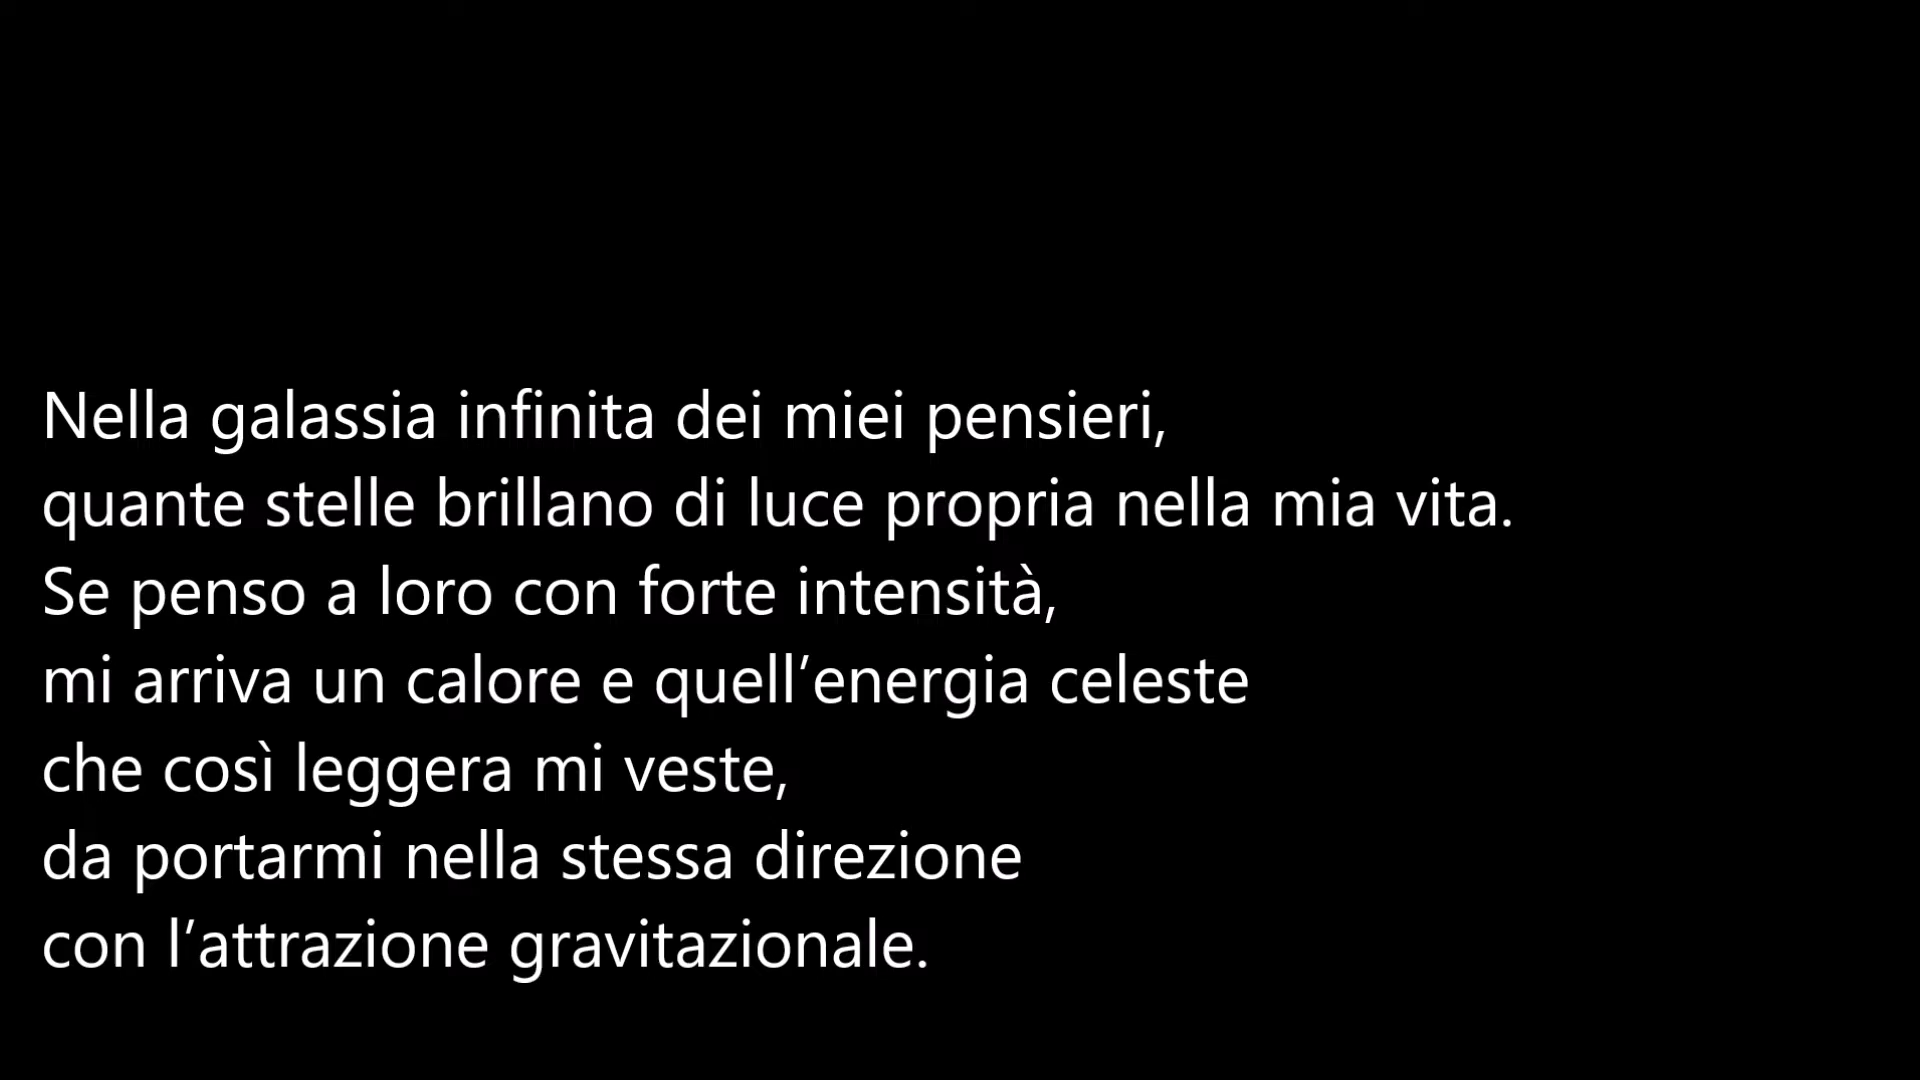 Nella galassia infinita dei miei pensieri,
quante stelle brillano di luce propria nella mia vita.
Se penso a loro con forte intensità,
mi arriva un calore e quell’energia celeste
che così leggera mi veste,
da portarmi nella stessa direzione
con l’attrazione gravitazionale.